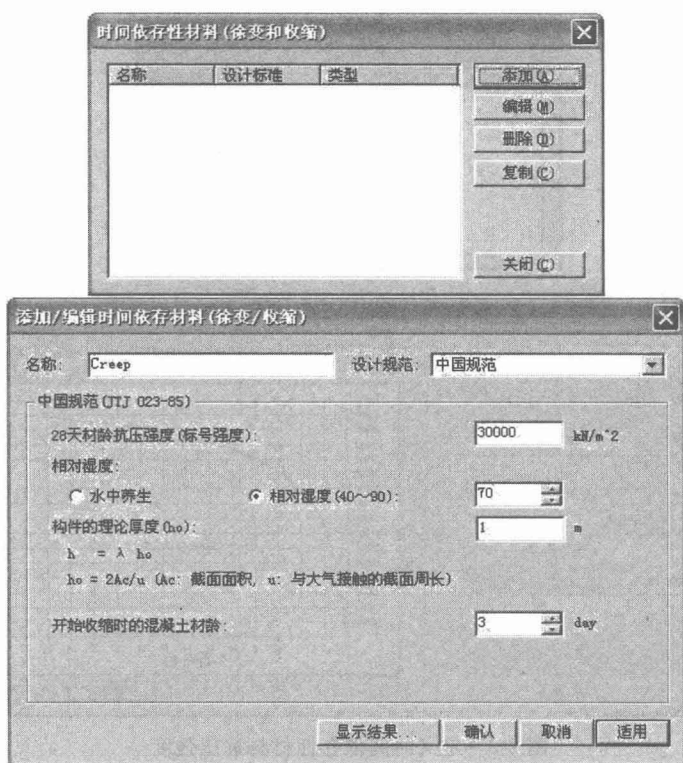 时间依存性材料(徐变和收缩)
名称 设计标准 类型
添加(A)
编辑(M)
删除(D)
复制(C)
关闭(C)
添加/编辑时间依存材料(徐变/收缩)
名称: Creep 设计规范: 中国规范
中国规范(JTJ 023-85)
28天材龄抗压强度(标号强度): 30000 kN/m^2
相对湿度:
水中养生 相对湿度(40~90): 70
构件的理论厚度(ho): 1 m
h = λ ho
ho = 2Ac/u (Ac: 截面面积, u: 与大气接触的截面周长)
开始收缩时的混凝土材龄: 3 day
显示结果... 确认 取消 适用